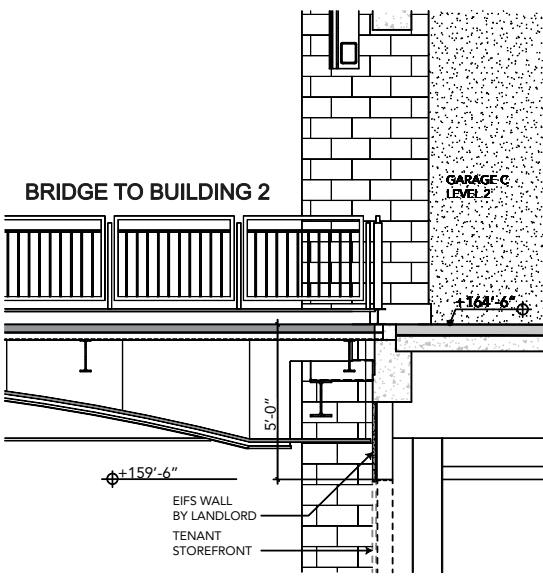 GARAGE C
LEVEL 2
BRIDGE TO BUILDING 2
+164'-6"
5'-0"
+159'-6"
EIFS WALL
BY LANDLORD
TENANT
STOREFRONT